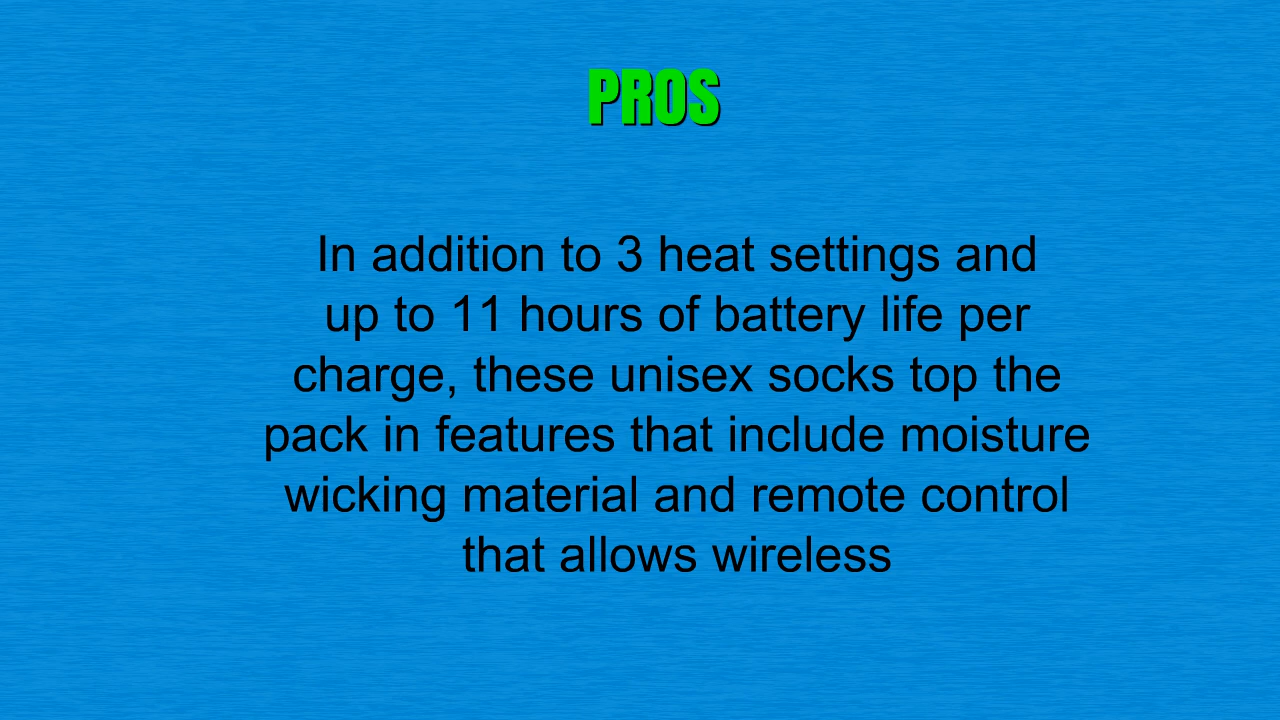 PROS
In addition to 3 heat settings and
up to 11 hours of battery life per
charge, these unisex socks top the
pack in features that include moisture
wicking material and remote control
that allows wireless